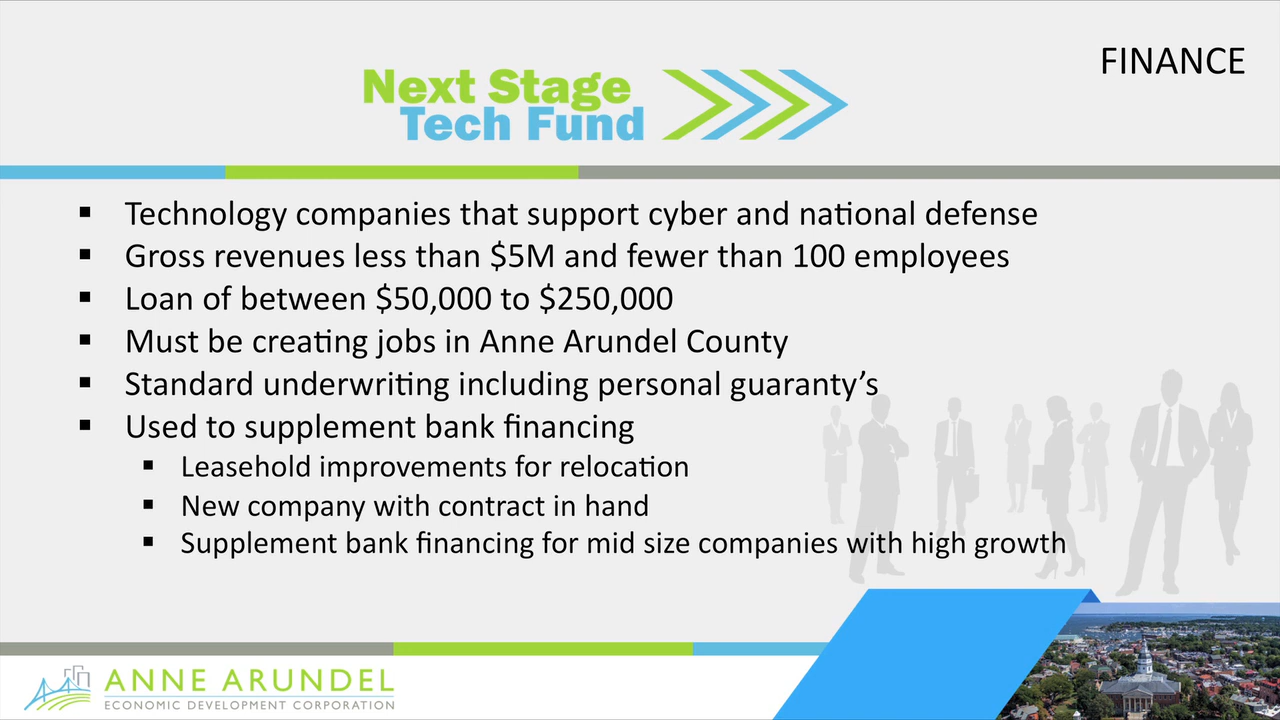 FINANCE
Next Stage
Tech Fund
▪ Technology companies that support cyber and national defense
▪ Gross revenues less than $5M and fewer than 100 employees
▪ Loan of between $50,000 to $250,000
▪ Must be creating jobs in Anne Arundel County
▪ Standard underwriting including personal guaranty’s
▪ Used to supplement bank financing
▪ Leasehold improvements for relocation
▪ New company with contract in hand
▪ Supplement bank financing for mid size companies with high growth
ANNE ARUNDEL
ECONOMIC DEVELOPMENT CORPORATION